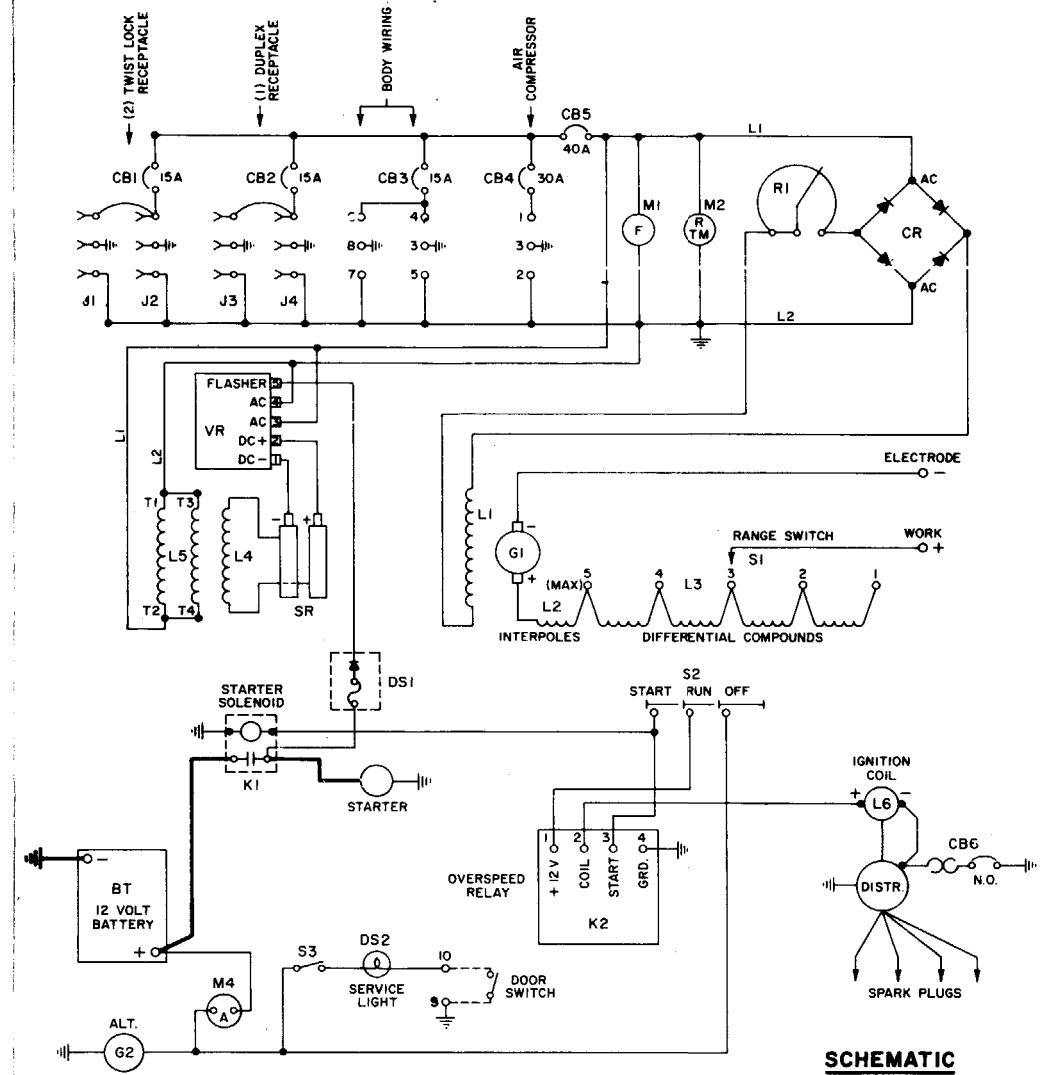 (2) TWIST LOCK
RECEPTACLE
(1) DUPLEX
RECEPTACLE
BODY WIRING
AIR
COMPRESSOR
CB5
40A
L1
CB1 15A
CB2 15A
CB3 15A
CB4 30A
R1
AC
CR
AC
M1
F
M2
R
TM
4
1
8
3
3
7
5
2
J1
J2
J3
J4
L2
FLASHER 5
AC 4
AC 3
VR
DC + 2
DC - 1
L1
L2
T1
T3
L5
L4
T2
T4
- +
SR
L1
ELECTRODE
-
G1
-
+
RANGE SWITCH
S1
WORK
+
(MAX) 5
4
L3
3
2
1
L2
INTERPOLES
DIFFERENTIAL COMPOUNDS
DS1
STARTER
SOLENOID
K1
STARTER
S2
START RUN OFF
IGNITION
COIL
+ -
L6
1 2 3 4
+ 12 V
COIL
START
GRD.
OVERSPEED
RELAY
K2
CB6
N.O.
DISTR.
SPARK PLUGS
-
BT
12 VOLT
BATTERY
+
M4
A
ALT.
G2
S3
DS2
SERVICE
LIGHT
10
9
DOOR
SWITCH
SCHEMATIC